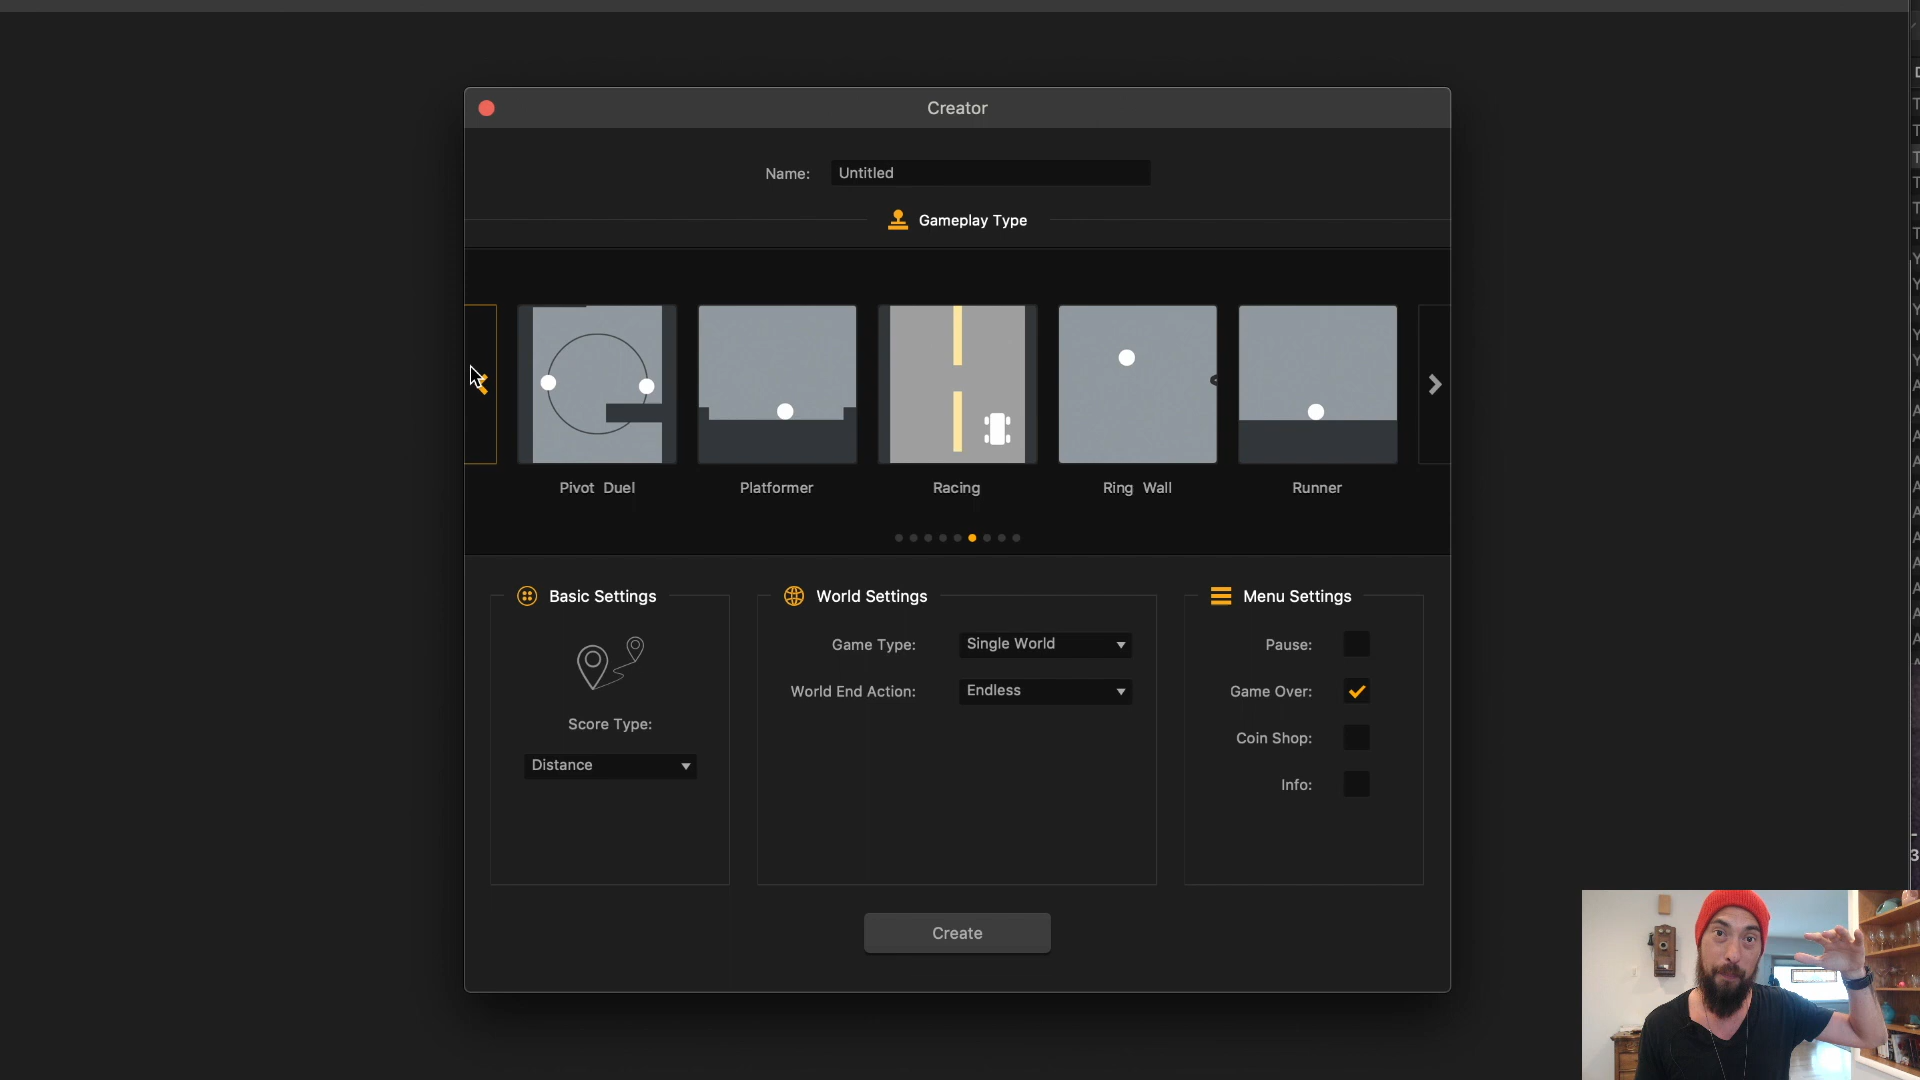 Creator
Name: Untitled
Gameplay Type
Pivot Duel
Platformer
Racing
Ring Wall
Runner
Basic Settings
Score Type:
Distance
World Settings
Game Type: Single World
World End Action: Endless
Menu Settings
Pause:
Game Over:
Coin Shop:
Info:
Create